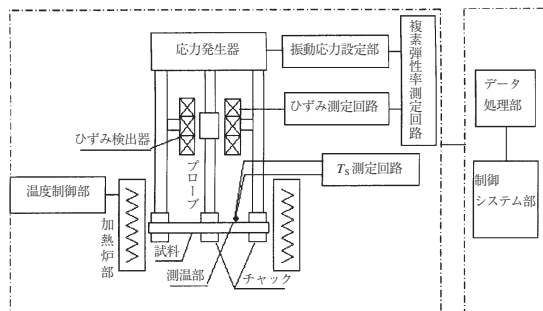 応力発生器
振動応力設定部
複素弾性率測定回路
ひずみ測定回路
ひずみ検出器
プローブ
T_S 測定回路
温度制御部
加熱炉部
試料
測温部
チャック
データ
処理部
制御
システム部